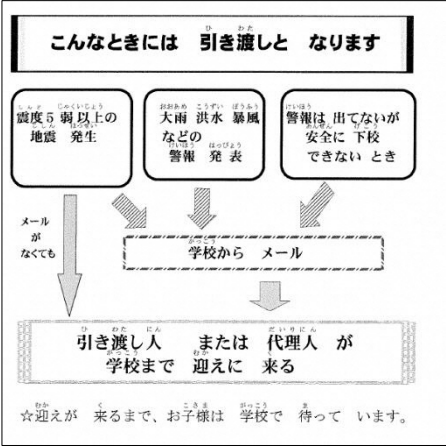 こんなときには 引き渡しと なります
震度5弱以上の
地震 発生
大雨 洪水 暴風
などの
警報 発表
警報は 出てないが
安全に 下校
できない とき
メール
が
なくても
学校から メール
引き渡し人 または 代理人 が
学校まで 迎えに 来る
☆迎えが 来るまで、お子様は 学校で 待って います。